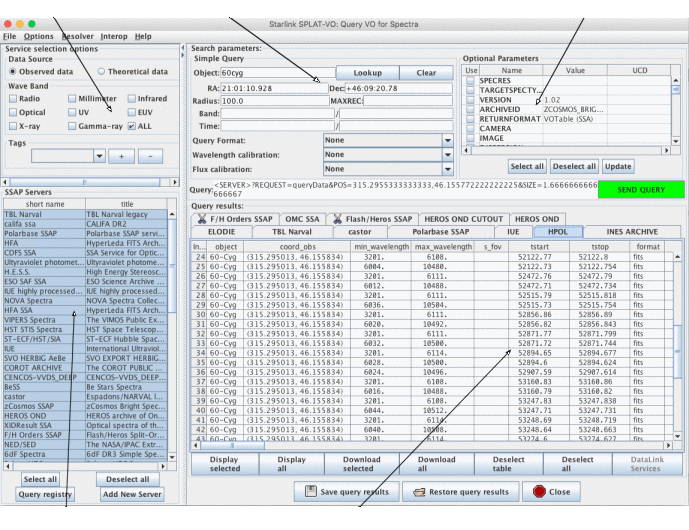 Starlink SPLAT-VO: Query VO for Spectra
File Options Resolver Interop Help
Service selection options
Data Source
Observed data Theoretical data
Wave Band
Radio Millimeter Infrared
Optical UV EUV
X-ray Gamma-ray ALL
Tags
+ -
SSAP Servers
short name title
TBL Narval TBL Narval legacy
califa ssa CALIFA DR2
Polarbase SSAP Polarbase SSAP servi...
HFA HyperLeda FITS Arch...
CDFS SSA SSA Service for Optic...
Ultyraviolet photomet... Ultyraviolet photome...
H.E.S.S. High Energy Stereosc...
ESO SAF SSA ESO Science Archive ...
IUE highly processed... IUE highly processed...
NOVA Spectra NOVA Spectra Collec...
HFA SSA HyperLeda FITS Arch...
VIPERS Spectra The VIMOS Public Ex...
HST STIS Spectra HST Space Telescop...
ST-ECF/HST/SIA ST-ECF Hubble Spac...
IUE International Ultraviol...
SVO HERBIG AeBe SVO EXPORT HERBIG...
COROT ARCHIVE The COROT PUBLIC ...
CENCOS-VVDS_DEEP CENCOS-VVDS_DEEP
BeSS Be Stars Spectra
castor Espadons/NARVAL I...
zCosmos SSAP zCosmos Bright Spec...
HEROS OND HEROS archive of On...
XIDResult SSA Optical spectra of th...
F/H Orders SSAP Flash/Heros Split-Or...
NED/SED The NASA/IPAC Extr...
6dF Spectra 6dF DR3 Simple Spe...
Select all Deselect all
Query registry Add New Server
Search parameters:
Simple Query
Object: 60cyg Lookup Clear
RA: 21:01:10.928 Dec: +46:09:20.78
Radius: 100.0 MAXREC:
Band: /
Time: /
Query Format: None
Wavelength calibration: None
Flux calibration: None
Optional Parameters
Use Name Value UCD
SPECRES
TARGETSPECTY...
VERSION 1.02
ARCHIVEID ZCOSMOS_BRIG...
RETURNFORMAT VOTable (SSA)
CAMERA
IMAGE
Select all Deselect all Update
Query: <SERVER>?REQUEST=queryData&POS=315.2955333333333,46.155772222222225&SIZE=1.6666666666
666667
SEND QUERY
Query results:
F/H Orders SSAP OMC SSA Flash/Heros SSAP HEROS OND CUTOUT HEROS OND
ELODIE TBL Narval castor Polarbase SSAP IUE HPOL INES ARCHIVE
In... object coord_obs min_wavelength max_wavelength s_fov tstart tstop format
24 60-Cyg (315.295013, 46.155834) 3201. 6108. 52122.77 52122.8 fits
25 60-Cyg (315.295013, 46.155834) 6004. 10480. 52122.73 52122.754 fits
26 60-Cyg (315.295013, 46.155834) 3201. 6111. 52472.76 52472.79 fits
27 60-Cyg (315.295013, 46.155834) 6012. 10488. 52472.71 52472.734 fits
28 60-Cyg (315.295013, 46.155834) 3201. 6111. 52515.79 52515.818 fits
29 60-Cyg (315.295013, 46.155834) 6036. 10504. 52515.73 52515.754 fits
30 60-Cyg (315.295013, 46.155834) 3201. 6111. 52856.86 52856.89 fits
31 60-Cyg (315.295013, 46.155834) 6020. 10492. 52856.82 52856.843 fits
32 60-Cyg (315.295013, 46.155834) 3201. 6111. 52871.77 52871.799 fits
33 60-Cyg (315.295013, 46.155834) 6032. 10500. 52871.72 52871.744 fits
34 60-Cyg (315.295013, 46.155834) 3201. 6114. 52894.65 52894.677 fits
35 60-Cyg (315.295013, 46.155834) 6028. 10500. 52894.6 52894.624 fits
36 60-Cyg (315.295013, 46.155834) 6024. 10496. 52907.59 52907.614 fits
37 60-Cyg (315.295013, 46.155834) 3201. 6108. 53160.83 53160.86 fits
38 60-Cyg (315.295013, 46.155834) 6016. 10488. 53160.79 53160.82 fits
39 60-Cyg (315.295013, 46.155834) 3201. 6108. 53247.83 53247.838 fits
40 60-Cyg (315.295013, 46.155834) 6044. 10512. 53247.71 53247.731 fits
41 60-Cyg (315.295013, 46.155834) 3201. 6114. 53248.69 53248.719 fits
42 60-Cyg (315.295013, 46.155834) 6040. 10508. 53248.64 53248.663 fits
43 60-Cyg (315.295013, 46.155834) 3201. 6111. 53274.6 53274.627 fits
Display selected Display all Download selected Download all Deselect table Deselect all DataLink Services
Save query results Restore query results Close